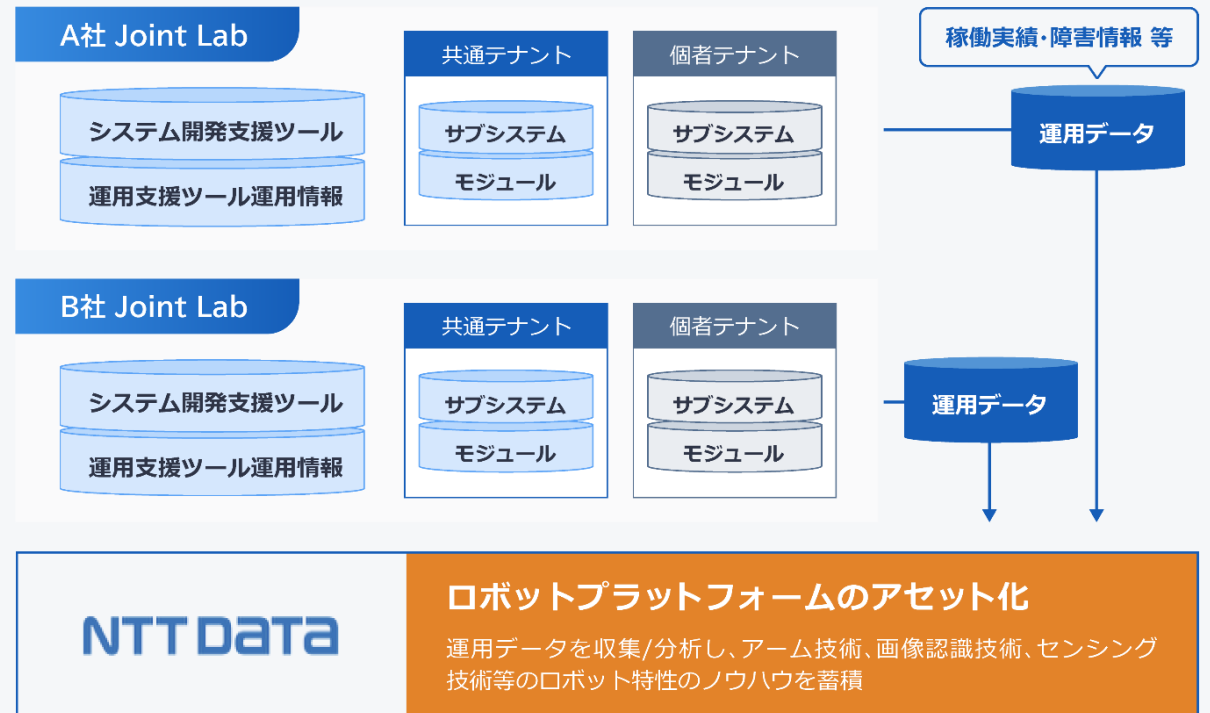 A社 Joint Lab
システム開発支援ツール
運用支援ツール運用情報
共通テナント
サブシステム
モジュール
個者テナント
サブシステム
モジュール
稼働実績・障害情報 等
運用データ
B社 Joint Lab
システム開発支援ツール
運用支援ツール運用情報
共通テナント
サブシステム
モジュール
個者テナント
サブシステム
モジュール
運用データ
NTT DATA
ロボットプラットフォームのアセット化
運用データを収集/分析し、アーム技術、画像認識技術、センシング
技術等のロボット特性のノウハウを蓄積